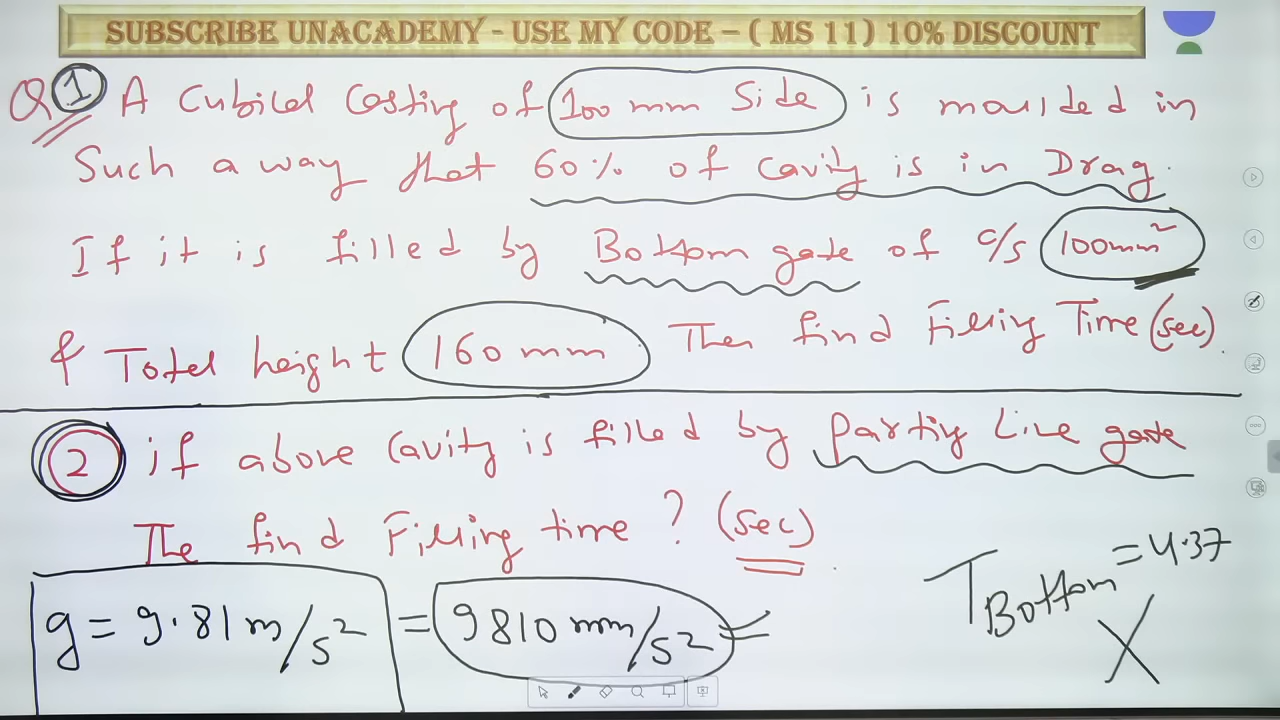 SUBSCRIBE UNACADEMY - USE MY CODE - ( MS 11) 10% DISCOUNT
Q 1 A Cubical Casting of 100 mm Side is moulded in
Such a way that 60% of Cavity is in Drag.
If it is filled by Bottom gate of c/s 100mm²
& Total height 160mm Then find Filling Time (sec).
2 if above Cavity is filled by Parting Line gate
The find Filling time ? (sec)
T Bottom = 4.37
g = 9.81 m/s² = 9810 mm/s²